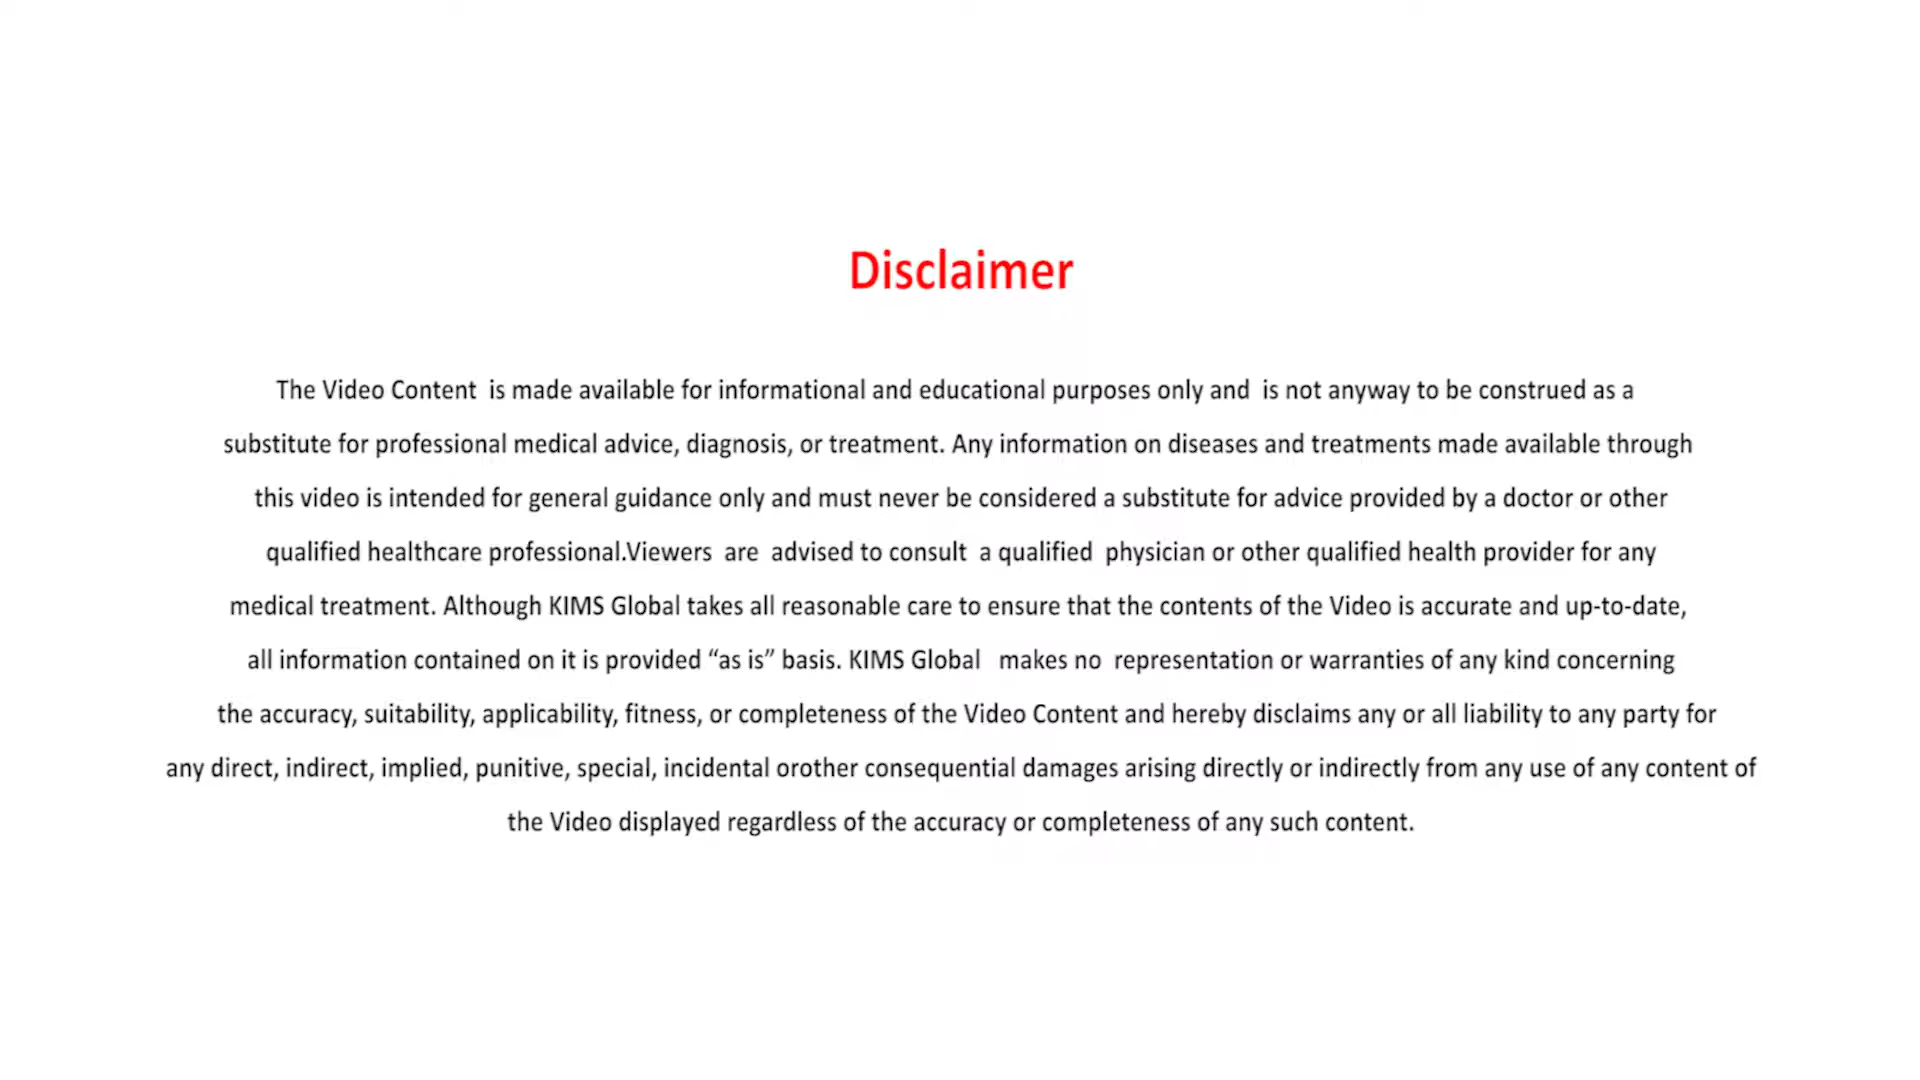 Disclaimer
The Video Content  is made available for informational and educational purposes only and  is not anyway to be construed as a
substitute for professional medical advice, diagnosis, or treatment. Any information on diseases and treatments made available through
this video is intended for general guidance only and must never be considered a substitute for advice provided by a doctor or other
qualified healthcare professional.Viewers  are  advised to consult  a qualified  physician or other qualified health provider for any
medical treatment. Although KIMS Global takes all reasonable care to ensure that the contents of the Video is accurate and up-to-date,
all information contained on it is provided “as is” basis. KIMS Global   makes no  representation or warranties of any kind concerning
the accuracy, suitability, applicability, fitness, or completeness of the Video Content and hereby disclaims any or all liability to any party for
any direct, indirect, implied, punitive, special, incidental orother consequential damages arising directly or indirectly from any use of any content of
the Video displayed regardless of the accuracy or completeness of any such content.